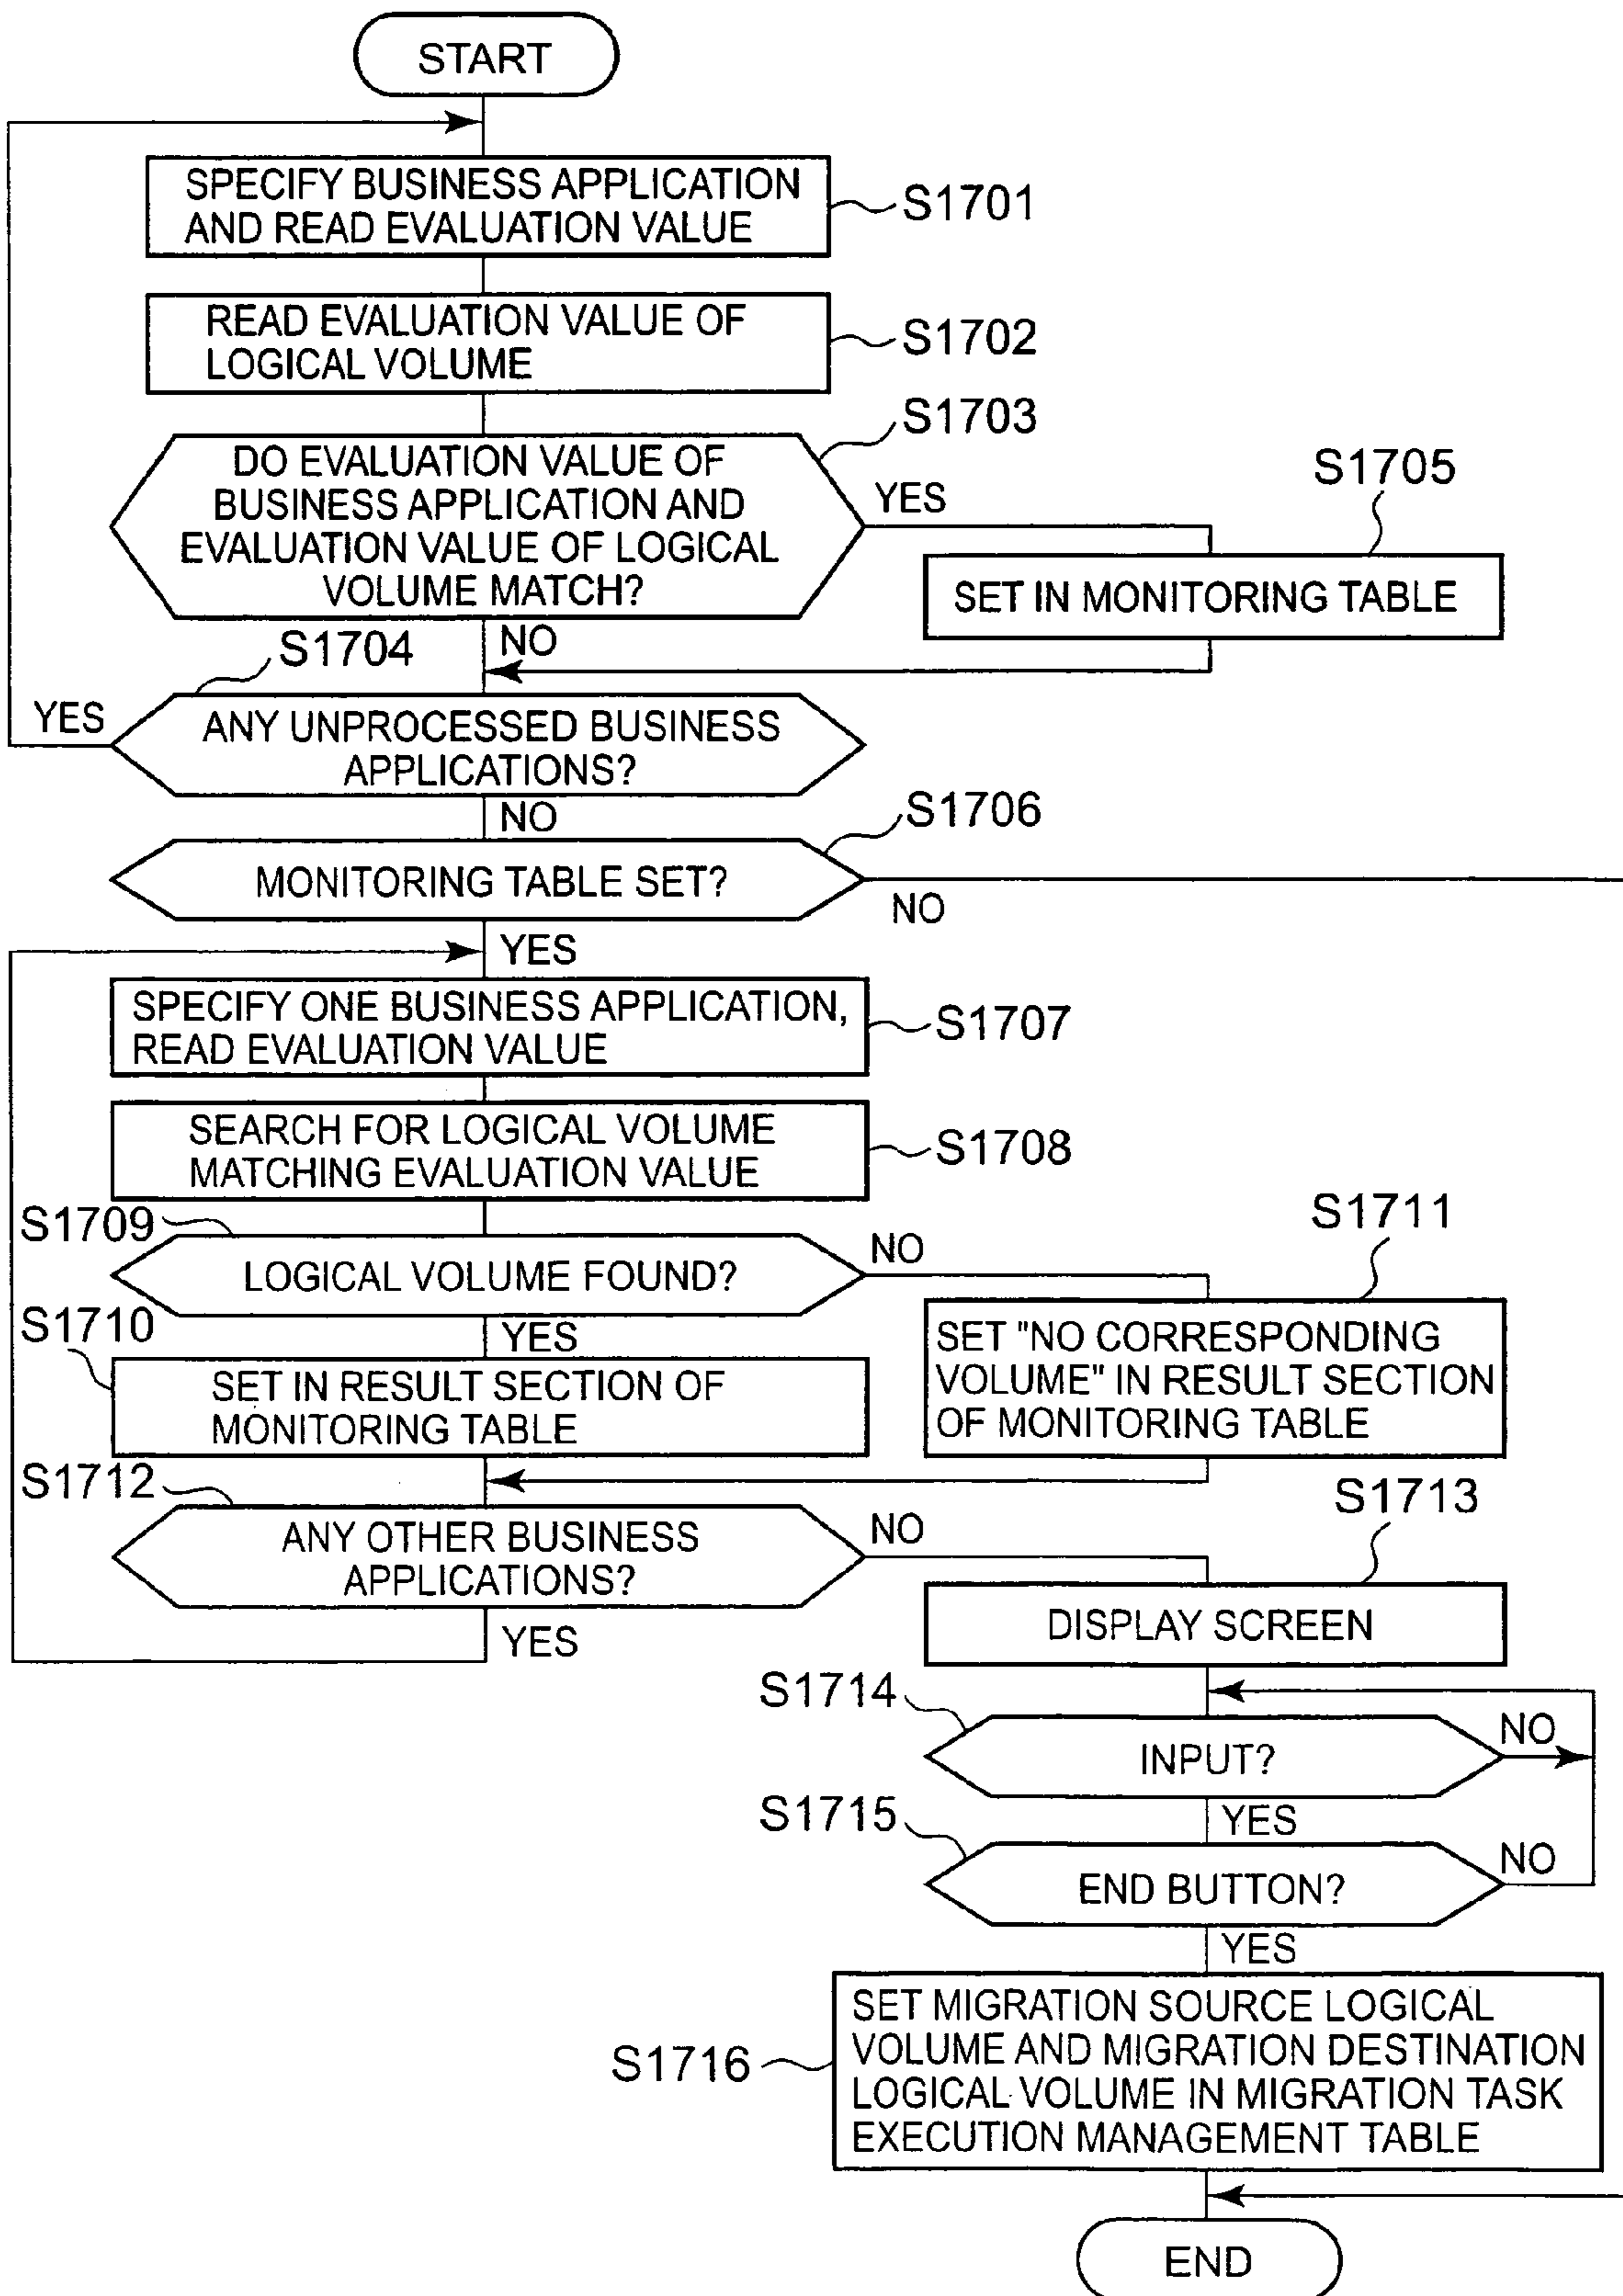 START
SPECIFY BUSINESS APPLICATION
AND READ EVALUATION VALUE
S1701
READ EVALUATION VALUE OF
LOGICAL VOLUME
S1702
S1703
DO EVALUATION VALUE OF
BUSINESS APPLICATION AND
EVALUATION VALUE OF LOGICAL
VOLUME MATCH?
YES
S1705
SET IN MONITORING TABLE
NO
S1704
YES
ANY UNPROCESSED BUSINESS
APPLICATIONS?
NO
S1706
MONITORING TABLE SET?
NO
YES
SPECIFY ONE BUSINESS APPLICATION,
READ EVALUATION VALUE
S1707
SEARCH FOR LOGICAL VOLUME
MATCHING EVALUATION VALUE
S1708
S1709
LOGICAL VOLUME FOUND?
NO
S1711
SET "NO CORRESPONDING
VOLUME" IN RESULT SECTION
OF MONITORING TABLE
YES
S1710
SET IN RESULT SECTION OF
MONITORING TABLE
S1712
ANY OTHER BUSINESS
APPLICATIONS?
NO
YES
S1713
DISPLAY SCREEN
S1714
INPUT?
NO
YES
S1715
END BUTTON?
NO
YES
S1716
SET MIGRATION SOURCE LOGICAL
VOLUME AND MIGRATION DESTINATION
LOGICAL VOLUME IN MIGRATION TASK
EXECUTION MANAGEMENT TABLE
END